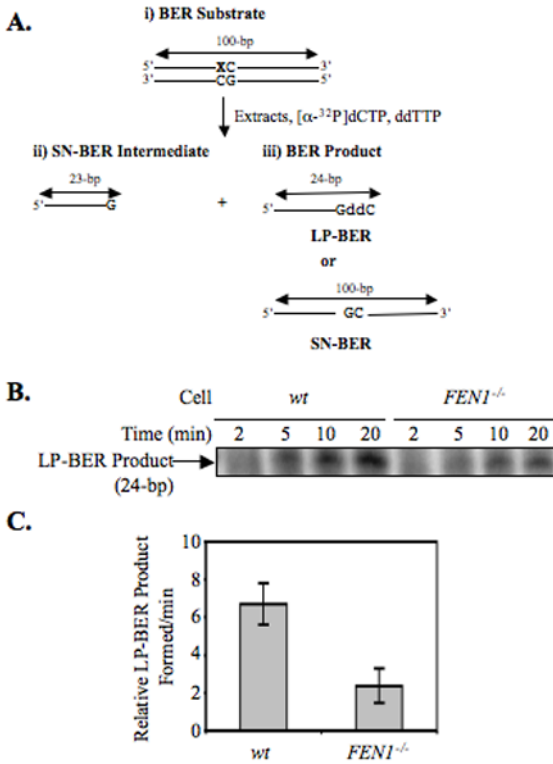 A.
i) BER Substrate
100-bp
5' XC 3'
3' CG 5'
Extracts, [α-³²P]dCTP, ddTTP
ii) SN-BER Intermediate iii) BER Product
23-bp 24-bp
5' G + 5' GddC
LP-BER
or
100-bp
5' GC 3'
SN-BER
B.
Cell wt FEN1-/-
Time (min) 2 5 10 20 2 5 10 20
LP-BER Product
(24-bp)
C.
Relative LP-BER Product
Formed/min
10
8
6
4
2
0
wt FEN1-/-